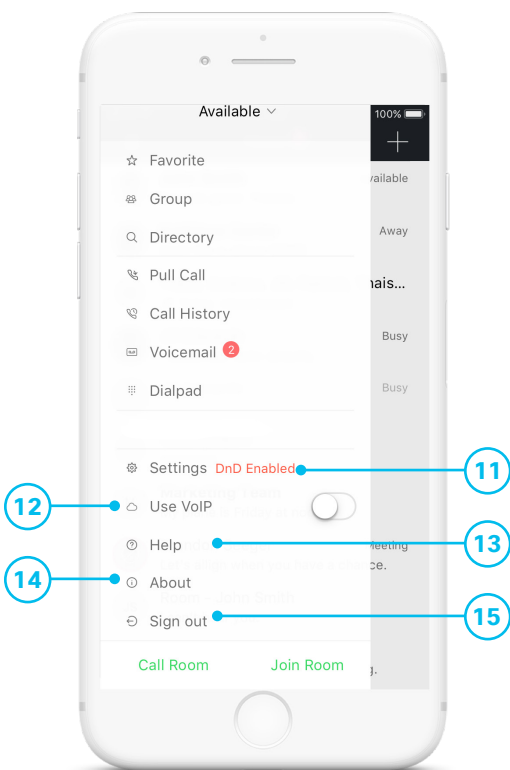 Available
100%
Favorite
vailable
Group
Directory
Away
Pull Call
hais...
Call History
Busy
Voicemail 2
Dialpad
Busy
Settings DnD Enabled
11
12
Use VoIP
Help
Meeting
13
ce.
14
About
Sign out
15
Call Room
Join Room
g.